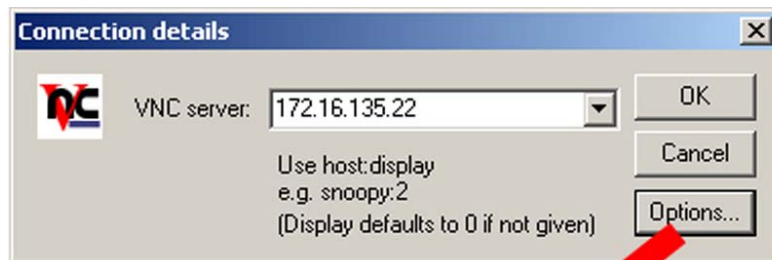 Connection details
VNC
VNC server: 172.16.135.22
OK
Use host:display
e.g. snoopy:2
(Display defaults to 0 if not given)
Cancel
Options...